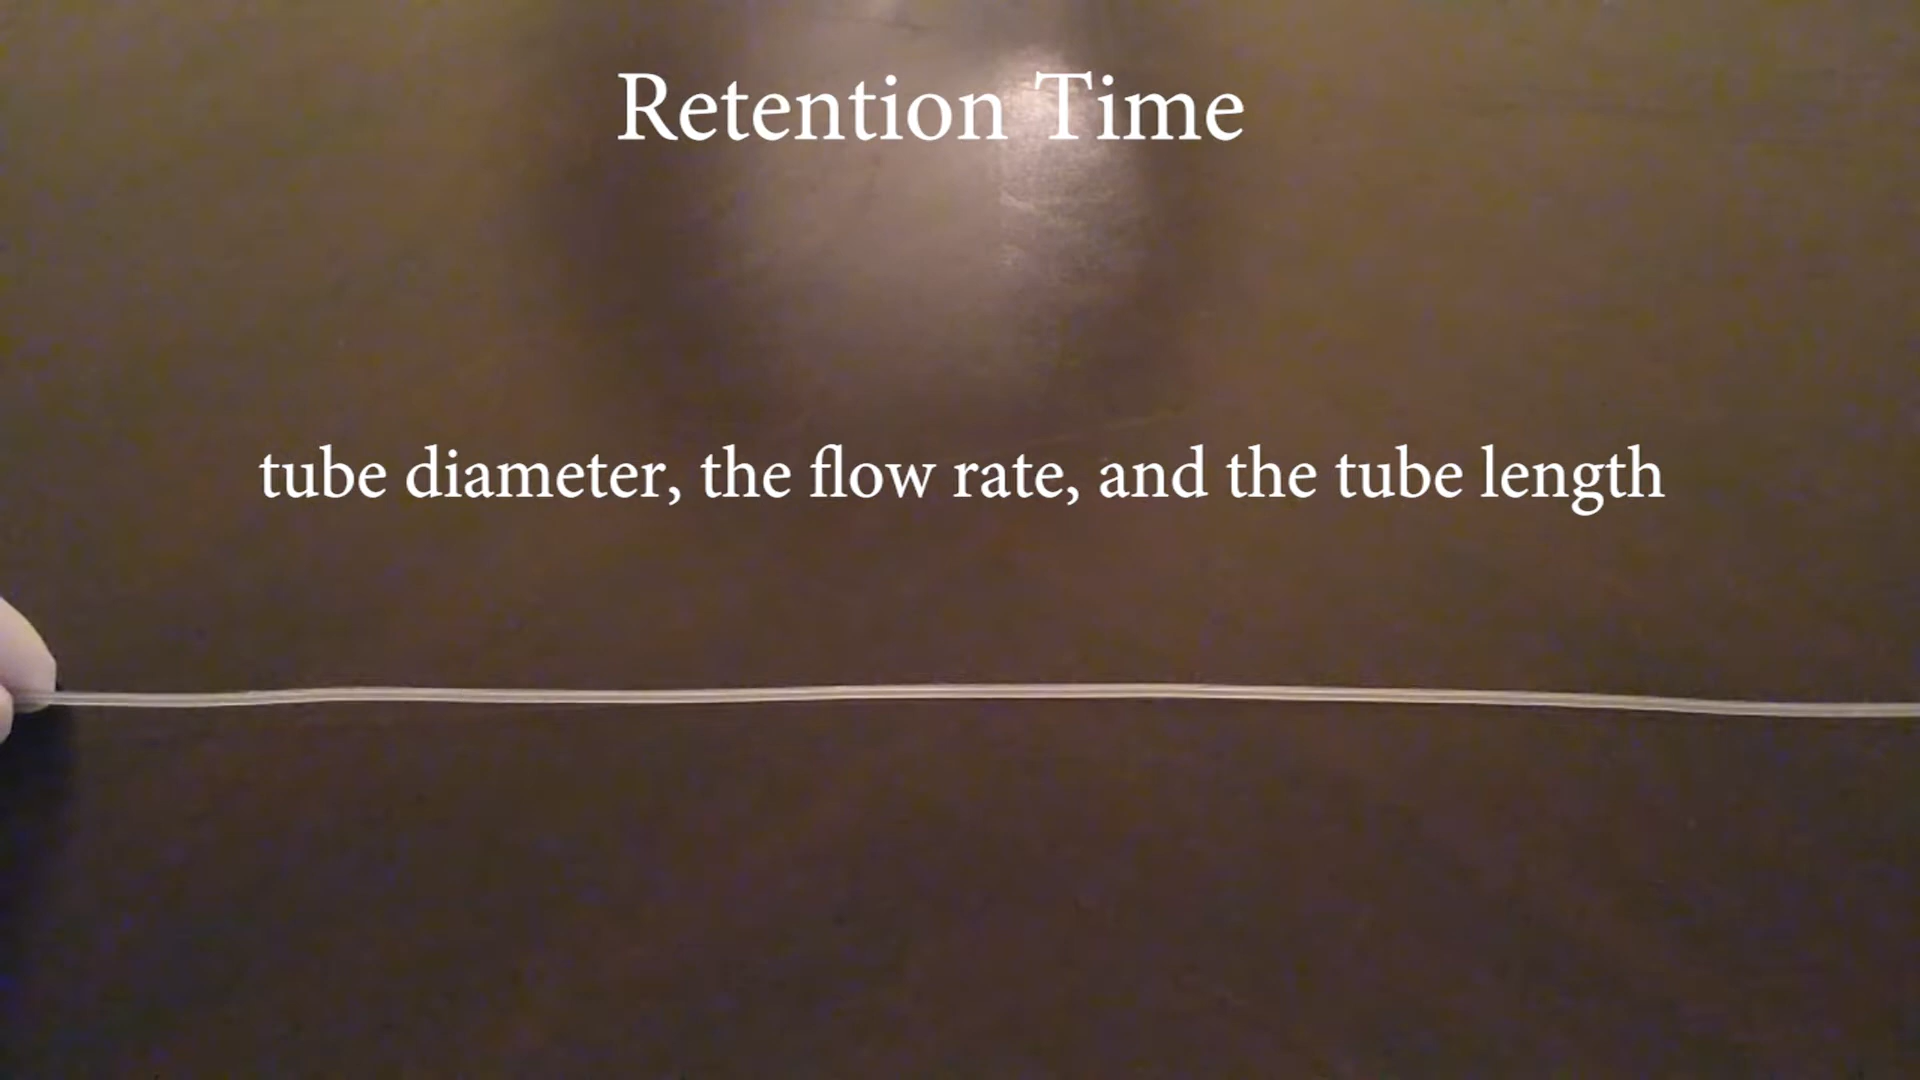 Retention Time
tube diameter, the flow rate, and the tube length